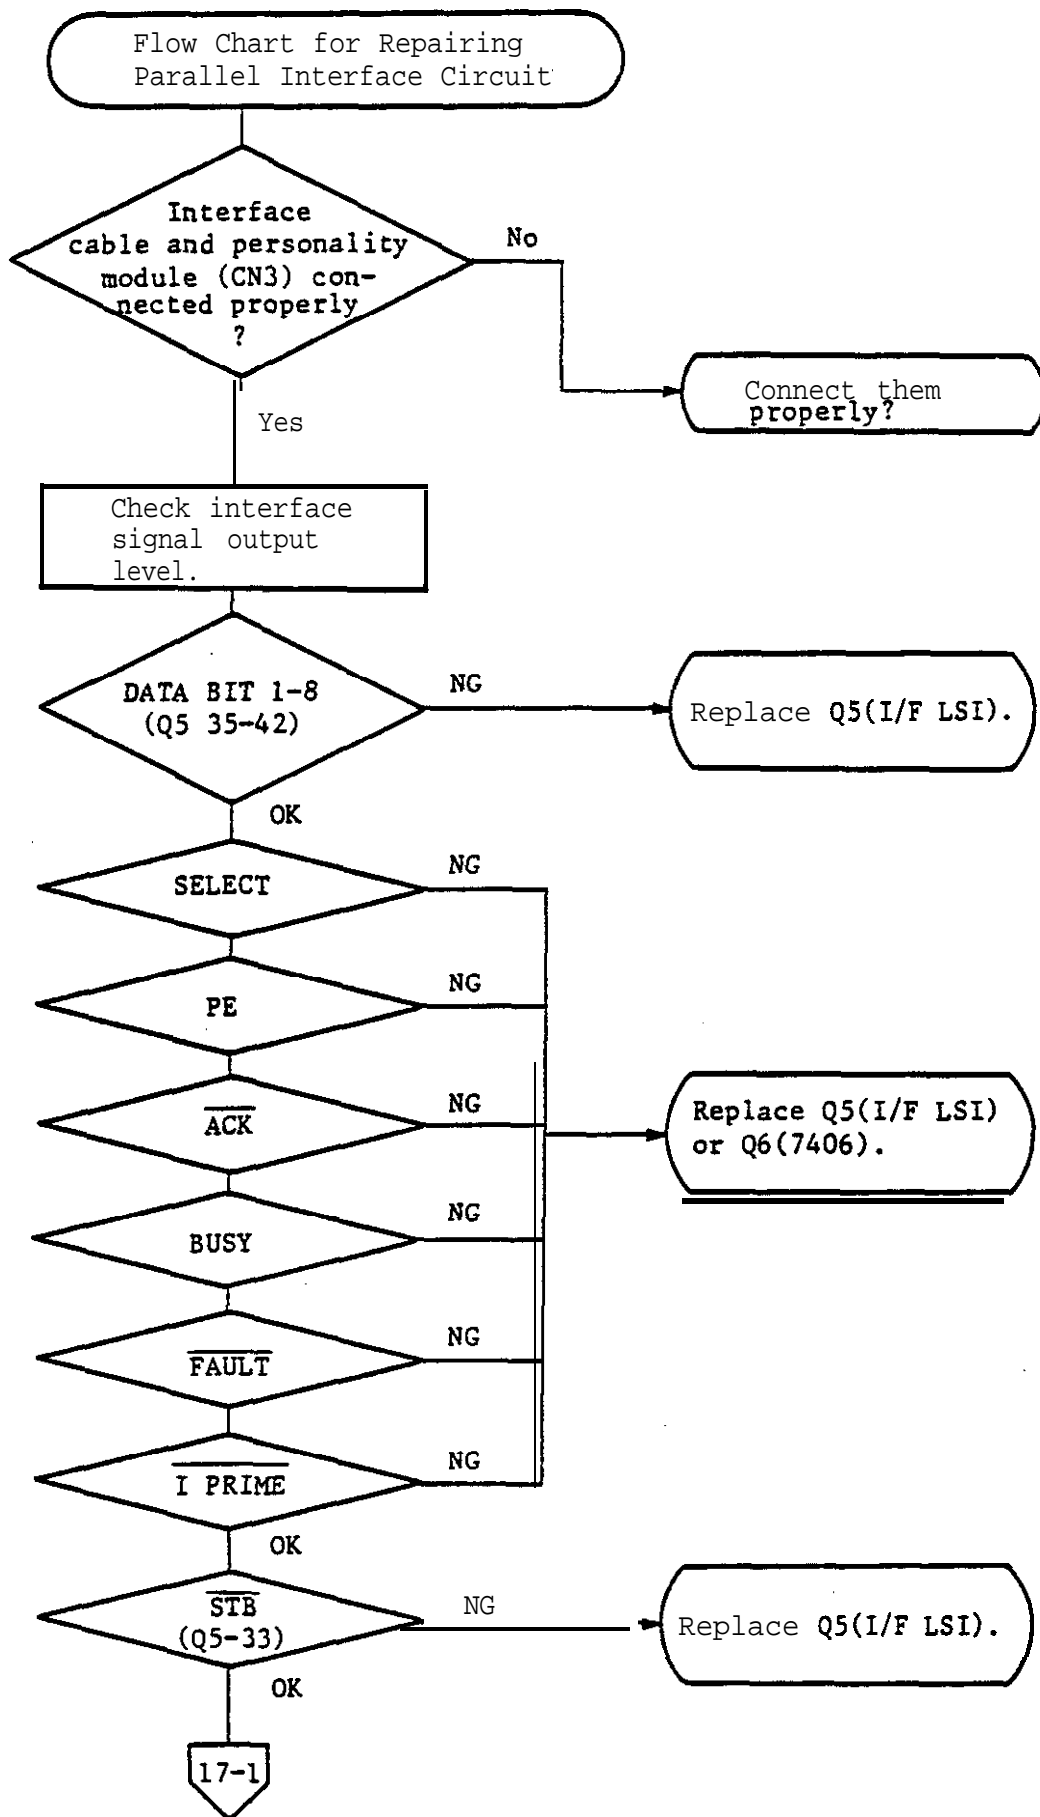 Flow Chart for Repairing
Parallel Interface Circuit
Interface
cable and personality
module (CN3) con-
nected properly
?
No
Connect them
properly?
Yes
Check interface
signal output
level.
DATA BIT 1-8
(Q5 35-42)
NG
Replace Q5(I/F LSI).
OK
SELECT
NG
PE
NG
ACK
NG
Replace Q5(I/F LSI)
or Q6(7406).
BUSY
NG
FAULT
NG
I PRIME
NG
OK
STB
(Q5-33)
NG
Replace Q5(I/F LSI).
OK
17-1